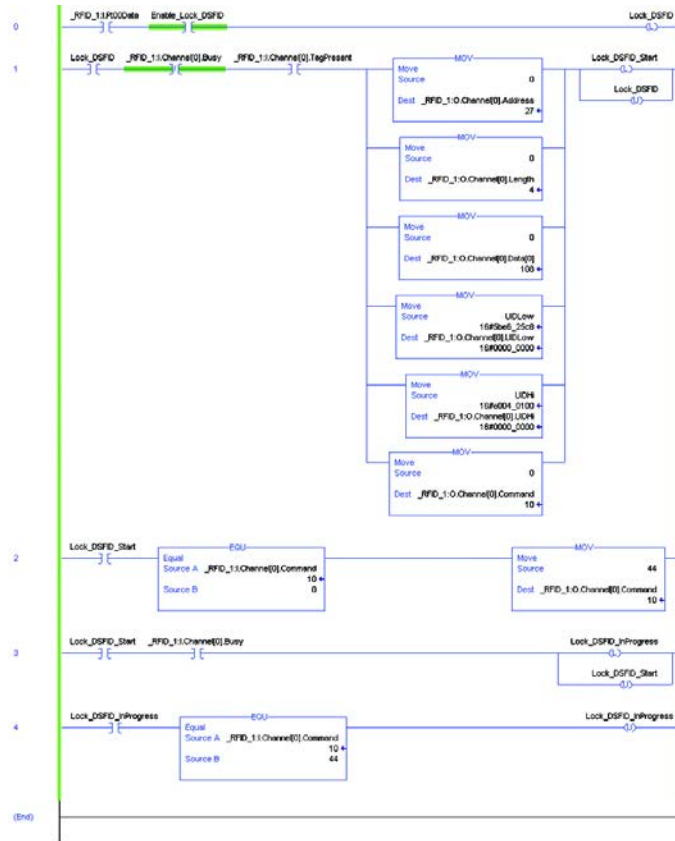 _RFID_1:I.Pt00Data Enable_Lock_DSFID Lock_DSFID
0
Lock_DSFID _RFID_1:I.Channel[0].Busy _RFID_1:I.Channel[0].TagPresent Lock_DSFID_Start
1
MOV
Move
Source 0
Dest _RFID_1:O.Channel[0].Address
27
Lock_DSFID
MOV
Move
Source 0
Dest _RFID_1:O.Channel[0].Length
4
MOV
Move
Source 0
Dest _RFID_1:O.Channel[0].Data[0]
MOV
Move
Source UIDLow
Dest _RFID_1:O.Channel[0].UIDLow
16#0000_0000
MOV
Move
Source UIDHi
16#e004_0100
Dest _RFID_1:O.Channel[0].UIDHi
16#0000_0000
MOV
Move
Source 0
Dest _RFID_1:O.Channel[0].Command
10
Lock_DSFID_Start
2
EQU
Equal
Source A _RFID_1:I.Channel[0].Command
10
Source B 0
MOV
Move
Source 44
Dest _RFID_1:O.Channel[0].Command
10
Lock_DSFID_Start _RFID_1:I.Channel[0].Busy Lock_DSFID_InProgress
3
Lock_DSFID_Start
Lock_DSFID_InProgress Lock_DSFID_InProgress
4
EQU
Equal
Source A _RFID_1:I.Channel[0].Command
10
Source B 44
(End)